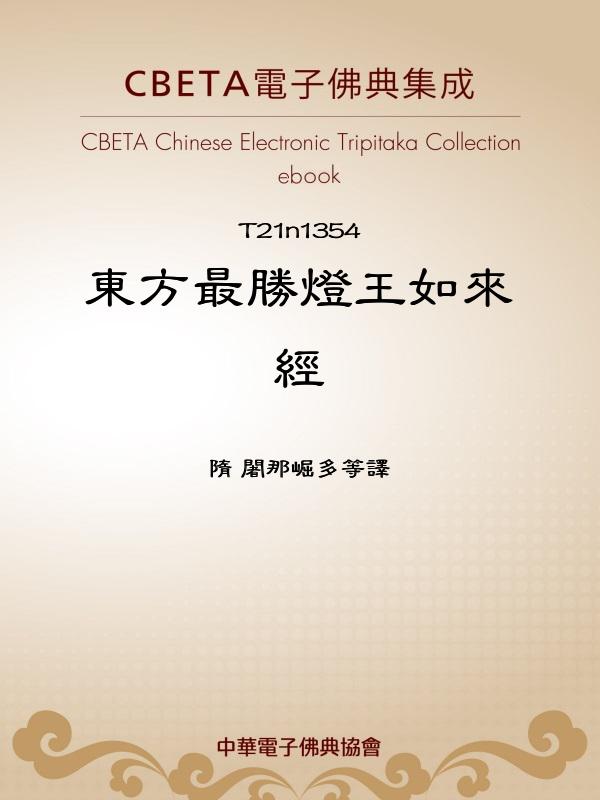 CBETA電子佛典集成
CBETA Chinese Electronic Tripitaka Collection
ebook
T21n1354
東方最勝燈王如來
經
隋 闍那崛多等譯
中華電子佛典協會